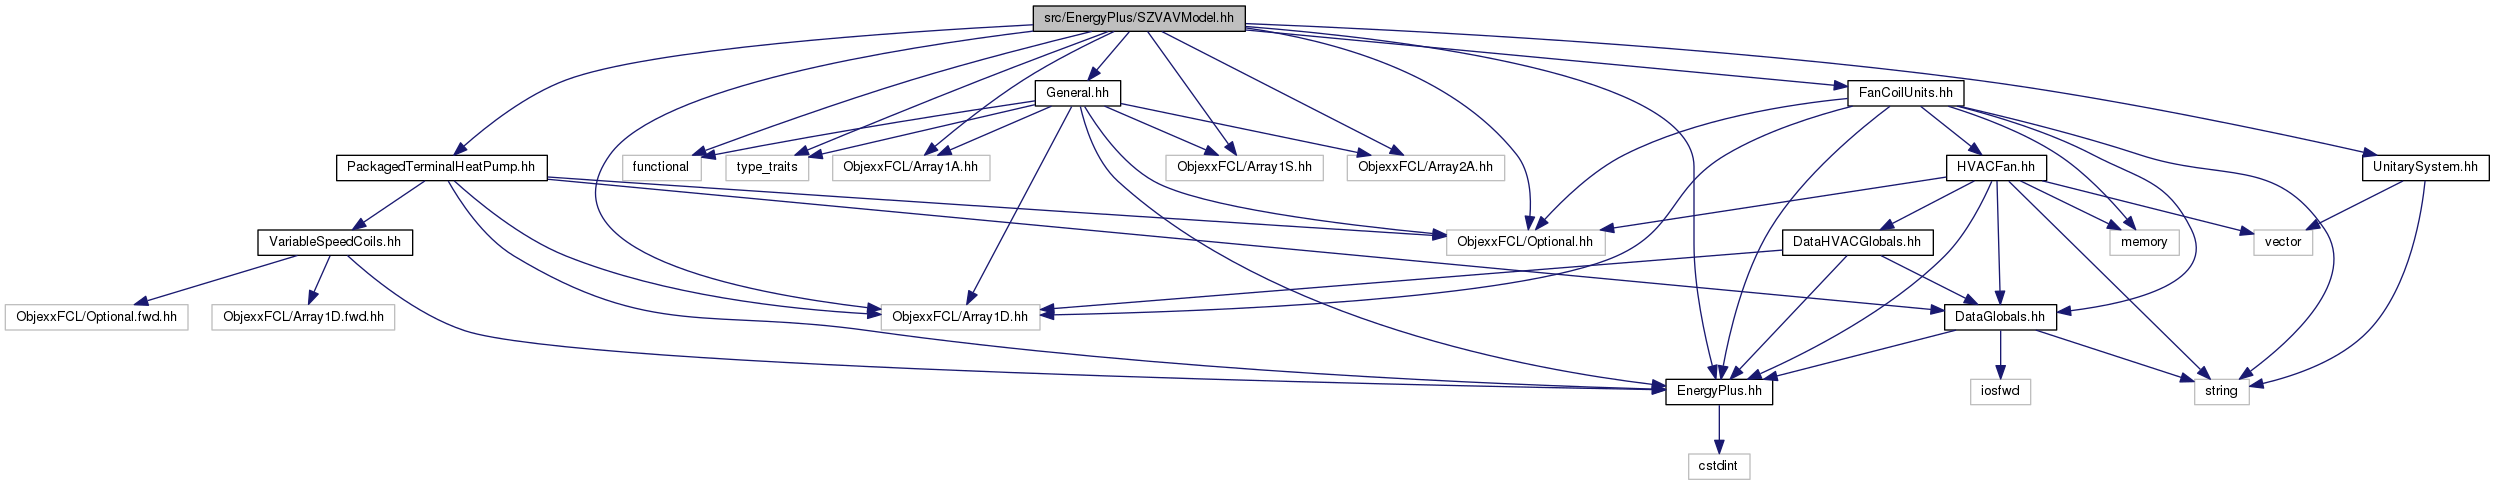 src/EnergyPlus/SZVAVModel.hh
General.hh
FanCoilUnits.hh
PackagedTerminalHeatPump.hh
functional
type_traits
ObjexxFCL/Array1A.hh
ObjexxFCL/Array1S.hh
ObjexxFCL/Array2A.hh
HVACFan.hh
UnitarySystem.hh
VariableSpeedCoils.hh
ObjexxFCL/Optional.hh
DataHVACGlobals.hh
memory
vector
ObjexxFCL/Optional.fwd.hh
ObjexxFCL/Array1D.fwd.hh
ObjexxFCL/Array1D.hh
DataGlobals.hh
EnergyPlus.hh
iosfwd
string
cstdint